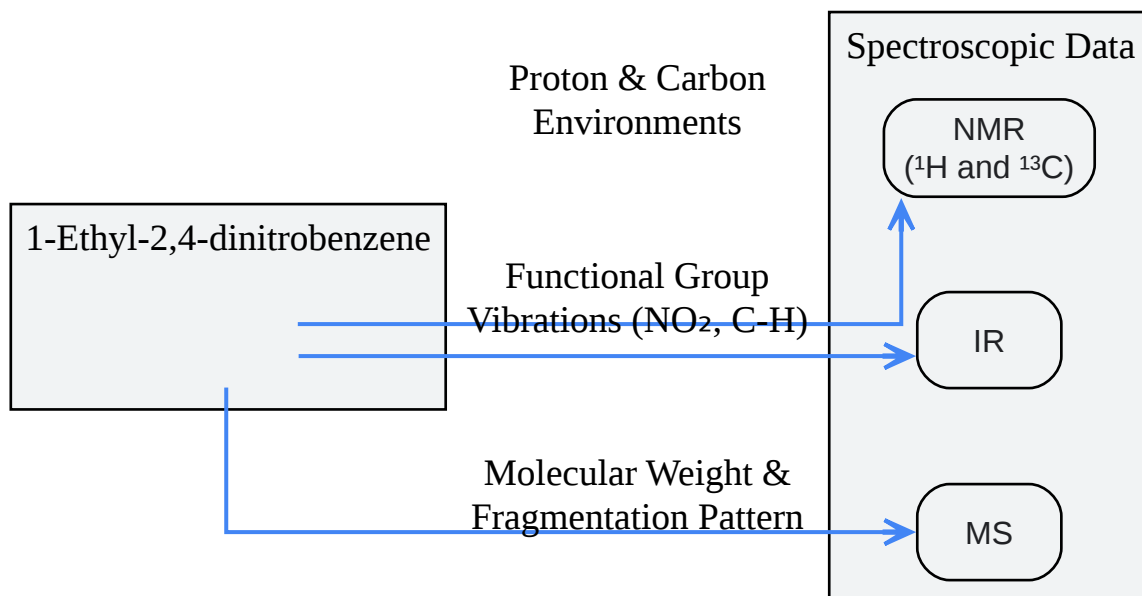 Spectroscopic Data
Proton & Carbon
Environments
NMR
(¹H and ¹³C)
1-Ethyl-2,4-dinitrobenzene
Functional Group
Vibrations (NO₂, C-H)
IR
Molecular Weight &
Fragmentation Pattern
MS